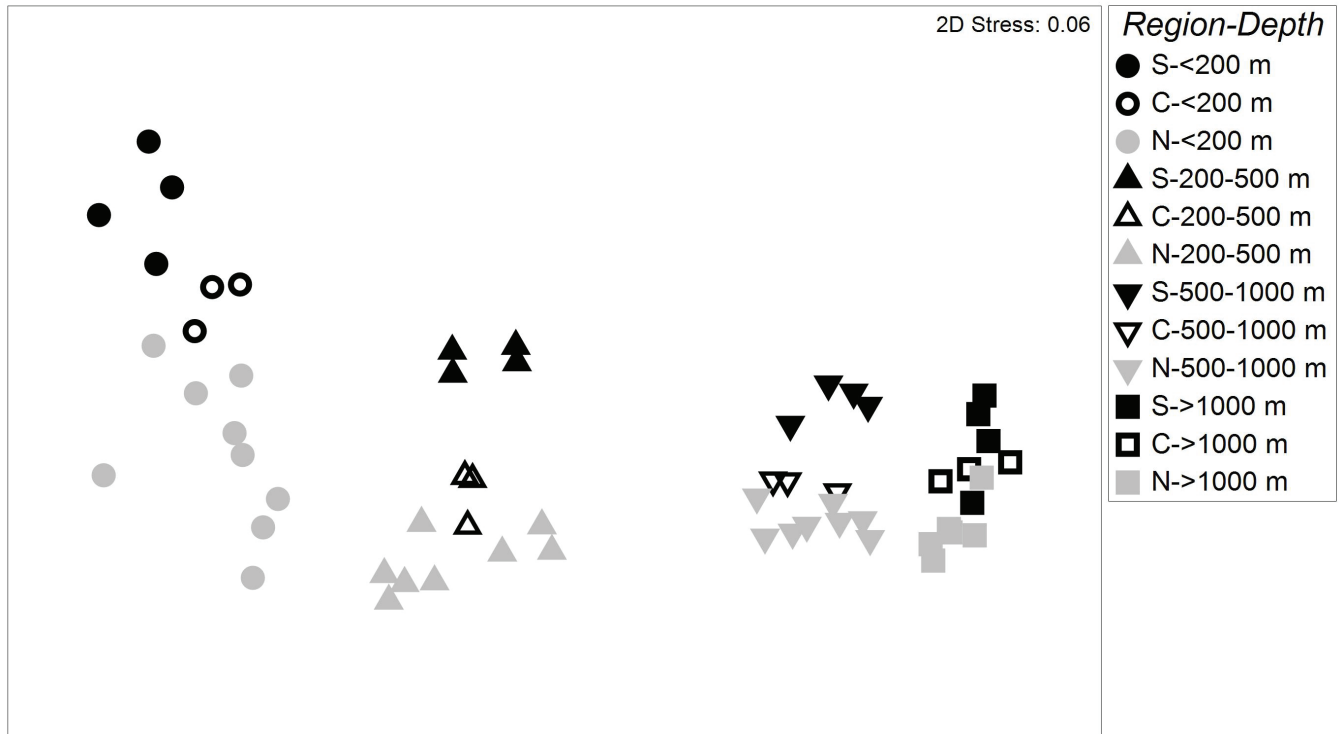 2D Stress: 0.06
Region-Depth
S-<200 m
C-<200 m
N-<200 m
S-200-500 m
C-200-500 m
N-200-500 m
S-500-1000 m
C-500-1000 m
N-500-1000 m
S->1000 m
C->1000 m
N->1000 m